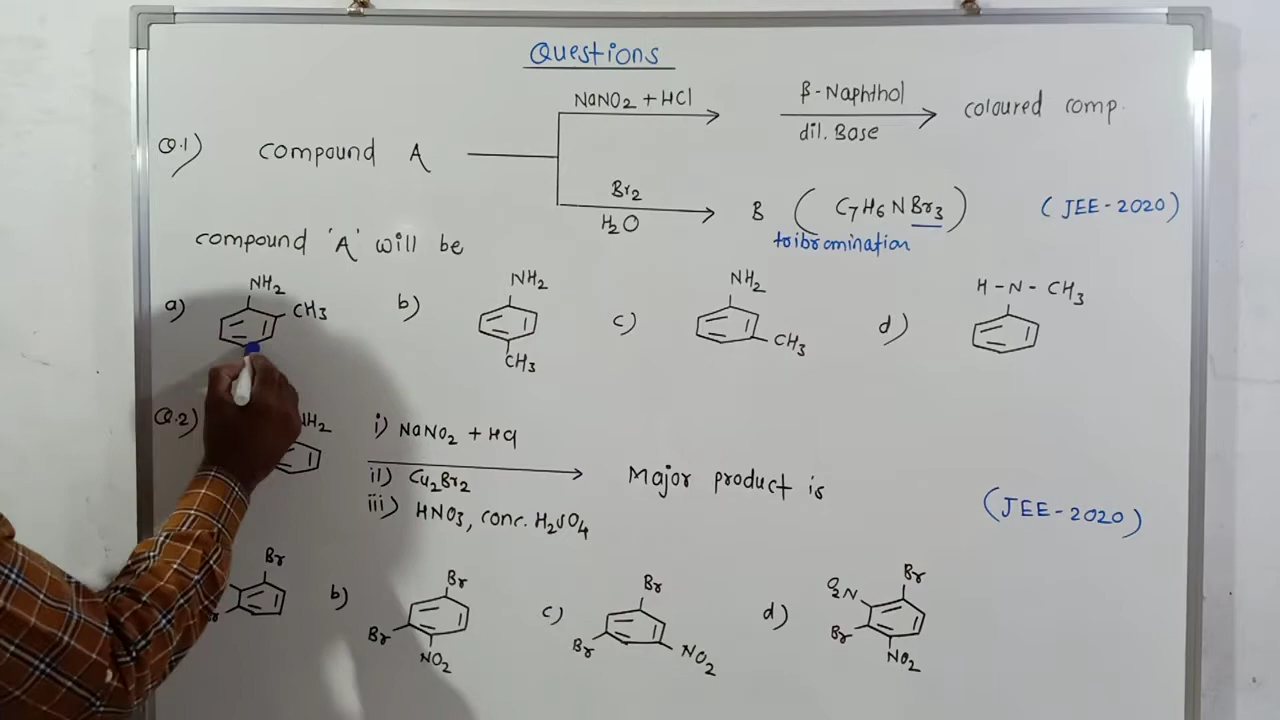 Questions
NaNO2 + HCl
β-Naphthol
dil. Base
coloured comp.
Q.1) compound A
Br2
H2O
B ( C7H6NBr3 )
tribromination
( JEE-2020 )
compound 'A' will be
a) NH2 CH3
b) NH2 CH3
c) NH2 CH3
d) H-N-CH3
Q.2)
i) NaNO2 + HCl
ii) Cu2Br2
iii) HNO3, conc. H2SO4
Major product is
( JEE-2020 )
Br
b) Br Br NO2
c) Br Br NO2
d) O2N Br Br NO2